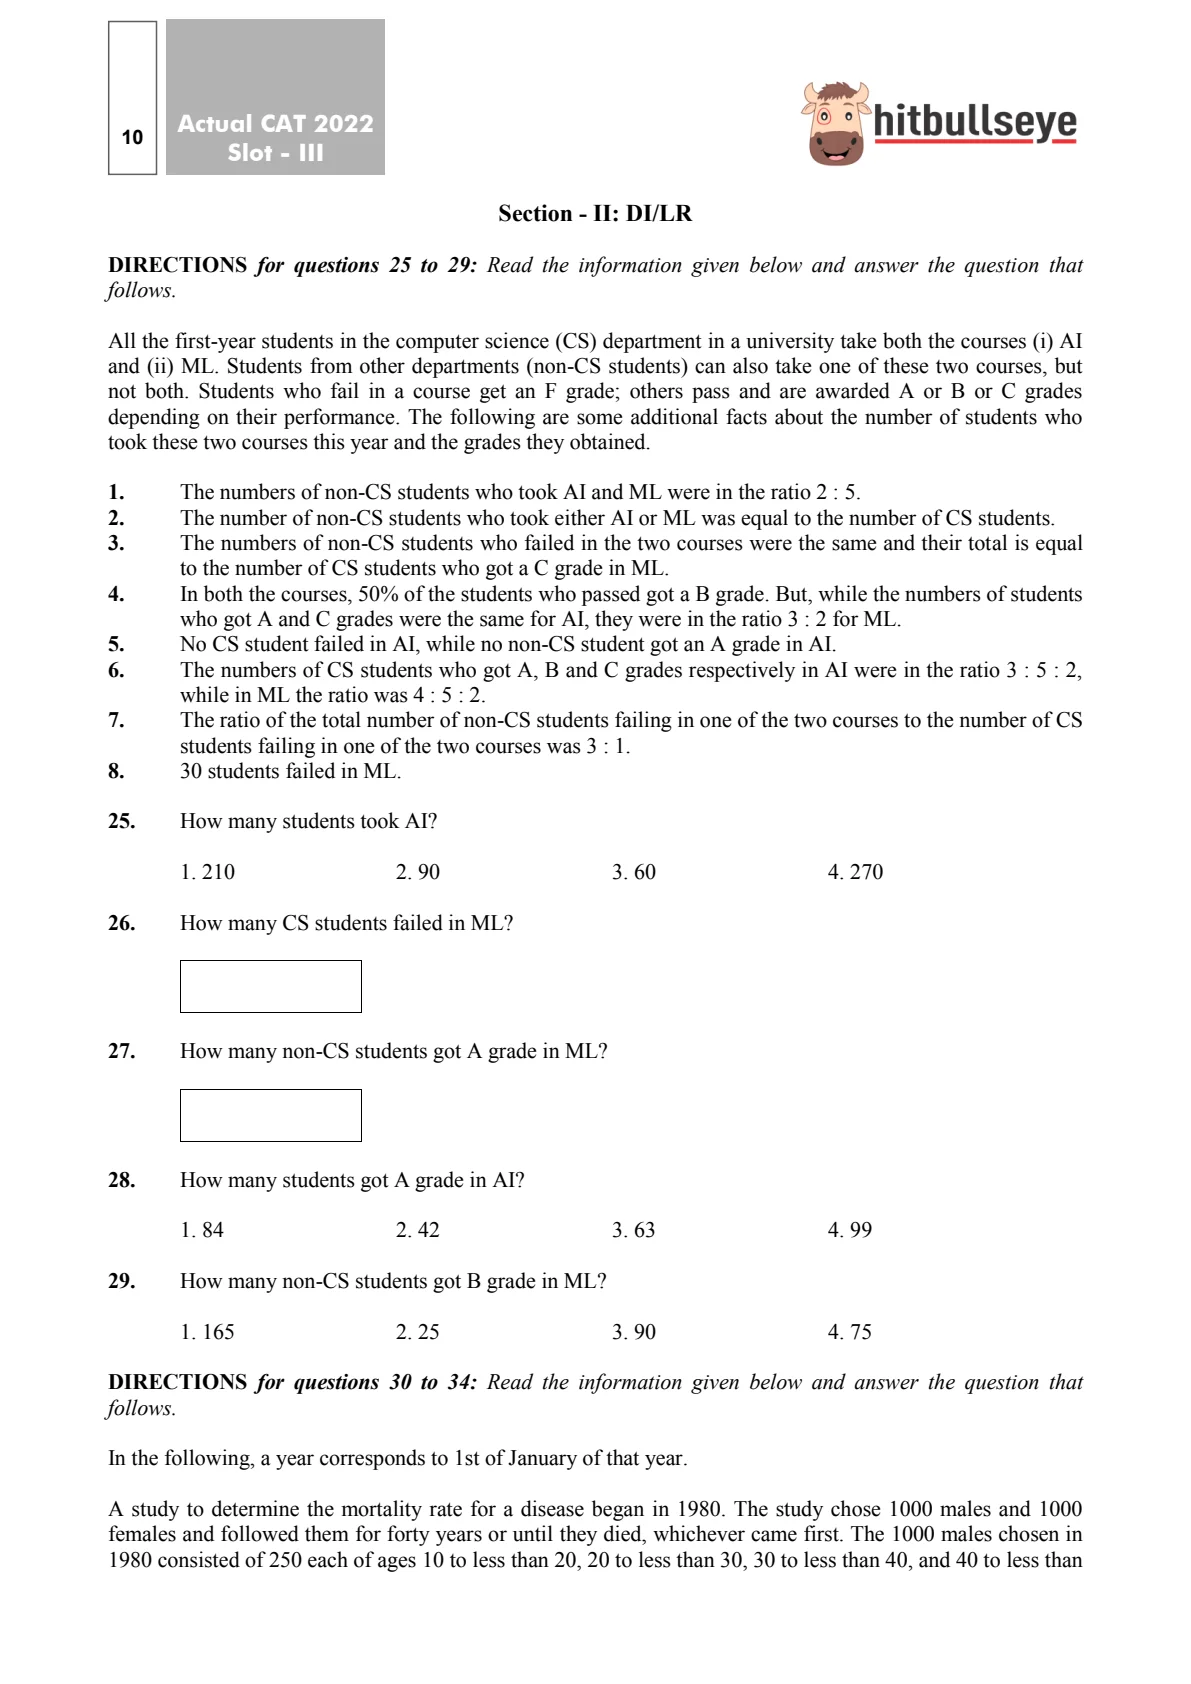 10
Actual CAT 2022
Slot - III
hitbullseye
Section - II: DI/LR
DIRECTIONS for questions 25 to 29: Read the information given below and answer the question that
follows.
All the first-year students in the computer science (CS) department in a university take both the courses (i) AI
and (ii) ML. Students from other departments (non-CS students) can also take one of these two courses, but
not both. Students who fail in a course get an F grade; others pass and are awarded A or B or C grades
depending on their performance. The following are some additional facts about the number of students who
took these two courses this year and the grades they obtained.
1. The numbers of non-CS students who took AI and ML were in the ratio 2 : 5.
2. The number of non-CS students who took either AI or ML was equal to the number of CS students.
3. The numbers of non-CS students who failed in the two courses were the same and their total is equal
to the number of CS students who got a C grade in ML.
4. In both the courses, 50% of the students who passed got a B grade. But, while the numbers of students
who got A and C grades were the same for AI, they were in the ratio 3 : 2 for ML.
5. No CS student failed in AI, while no non-CS student got an A grade in AI.
6. The numbers of CS students who got A, B and C grades respectively in AI were in the ratio 3 : 5 : 2,
while in ML the ratio was 4 : 5 : 2.
7. The ratio of the total number of non-CS students failing in one of the two courses to the number of CS
students failing in one of the two courses was 3 : 1.
8. 30 students failed in ML.
25. How many students took AI?
1. 210 2. 90 3. 60 4. 270
26. How many CS students failed in ML?
27. How many non-CS students got A grade in ML?
28. How many students got A grade in AI?
1. 84 2. 42 3. 63 4. 99
29. How many non-CS students got B grade in ML?
1. 165 2. 25 3. 90 4. 75
DIRECTIONS for questions 30 to 34: Read the information given below and answer the question that
follows.
In the following, a year corresponds to 1st of January of that year.
A study to determine the mortality rate for a disease began in 1980. The study chose 1000 males and 1000
females and followed them for forty years or until they died, whichever came first. The 1000 males chosen in
1980 consisted of 250 each of ages 10 to less than 20, 20 to less than 30, 30 to less than 40, and 40 to less than